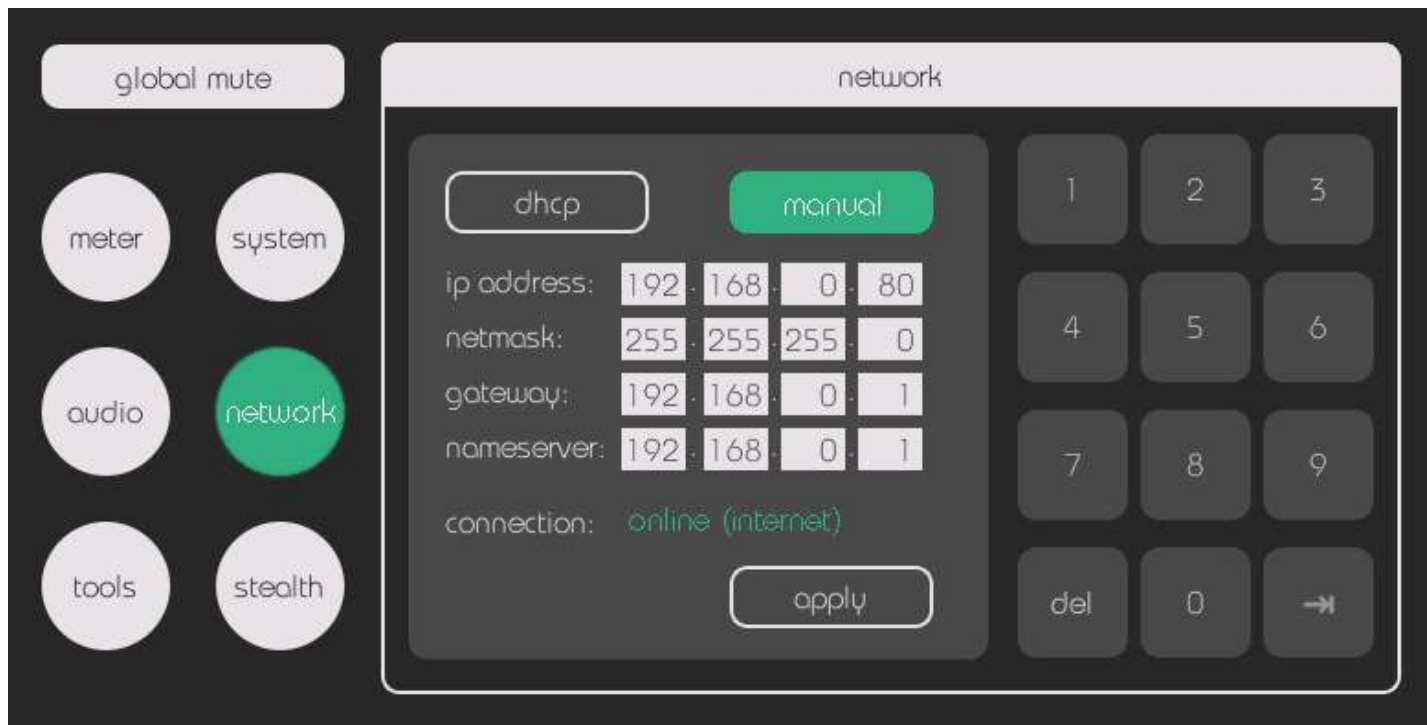 global mute
meter
system
audio
network
tools
stealth
network
dhcp
manual
ip address: 192 . 168 . 0 . 80
netmask: 255 . 255 . 255 . 0
gateway: 192 . 168 . 0 . 1
nameserver: 192 . 168 . 0 . 1
connection: online (internet)
apply
1 2 3
4 5 6
7 8 9
del 0 ⇥